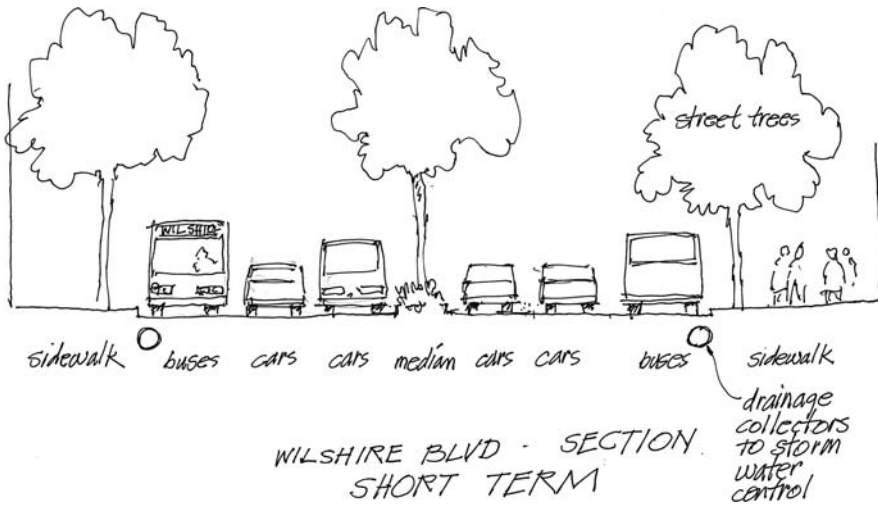 street trees
WILSHIRE
sidewalk buses cars cars median cars cars buses sidewalk
drainage
collectors
to storm
water
control
WILSHIRE BLVD - SECTION
SHORT TERM